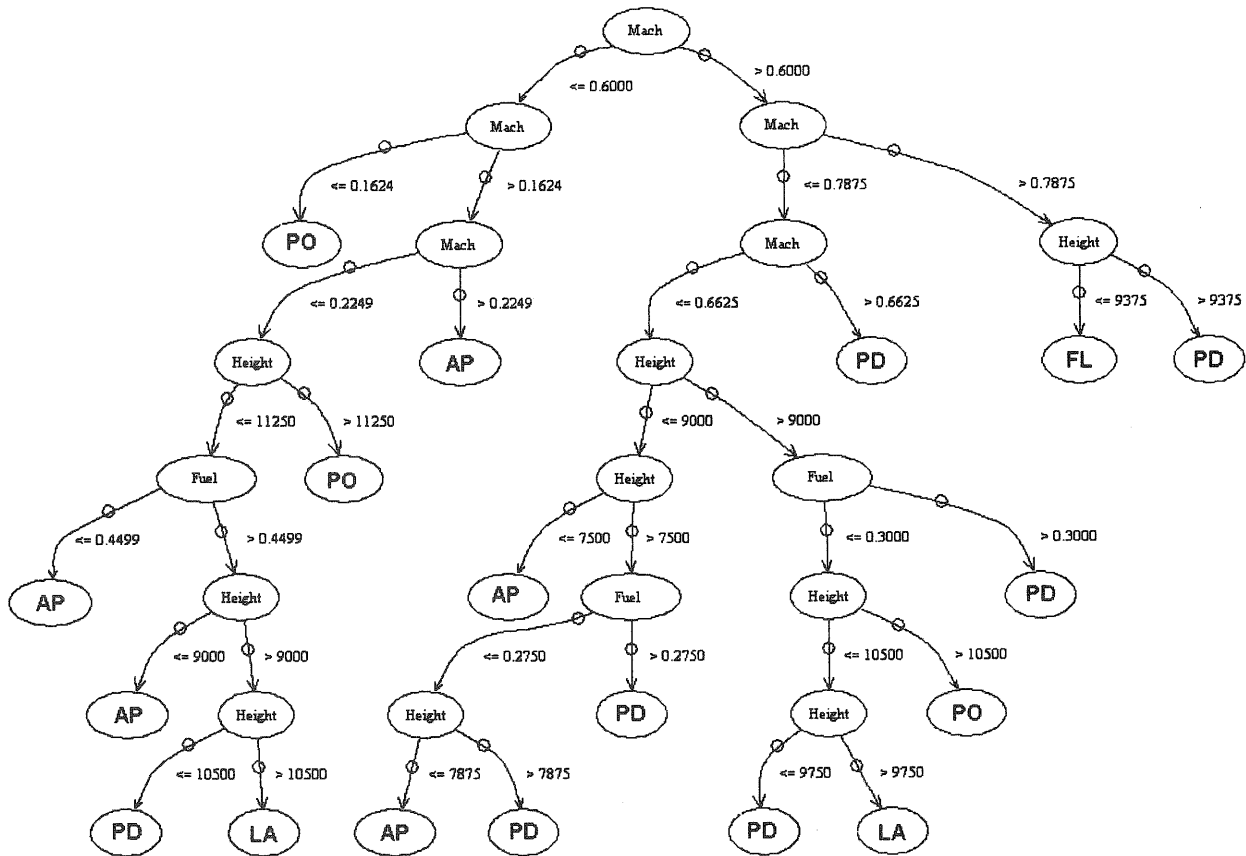 Mach
<= 0.6000
> 0.6000
Mach
Mach
<= 0.1624
> 0.1624
<= 0.7875
> 0.7875
PO
Mach
Mach
Height
<= 0.2249
> 0.2249
<= 0.6625
> 0.6625
<= 9375
> 9375
Height
AP
Height
PD
FL
PD
<= 11250
> 11250
<= 9000
> 9000
Fuel
PO
Height
Fuel
<= 0.4499
> 0.4499
<= 7500
> 7500
<= 0.3000
> 0.3000
AP
Height
AP
Fuel
Height
PD
<= 9000
> 9000
<= 0.2750
> 0.2750
<= 10500
> 10500
AP
Height
Height
PD
Height
PO
<= 10500
> 10500
<= 7875
> 7875
<= 9750
> 9750
PD
LA
AP
PD
PD
LA